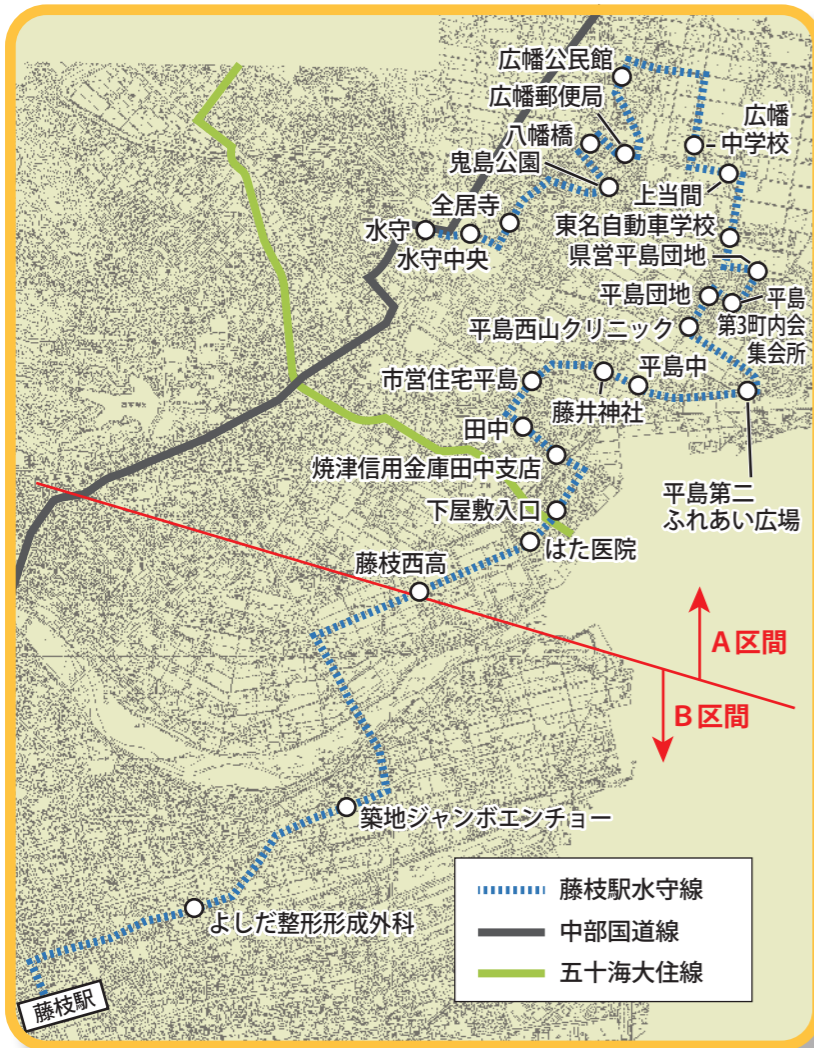 広幡公民館
広幡郵便局
八幡橋
鬼島公園
広幡
中学校
上当間
全居寺
水守
水守中央
東名自動車学校
県営平島団地
平島団地
平島
第3町内会
集会所
平島西山クリニック
市営住宅平島
平島中
藤井神社
田中
焼津信用金庫田中支店
平島第二
ふれあい広場
下屋敷入口
はた医院
藤枝西高
A区間
B区間
築地ジャンボエンチョー
よしだ整形形成外科
藤枝駅
藤枝駅水守線
中部国道線
五十海大住線